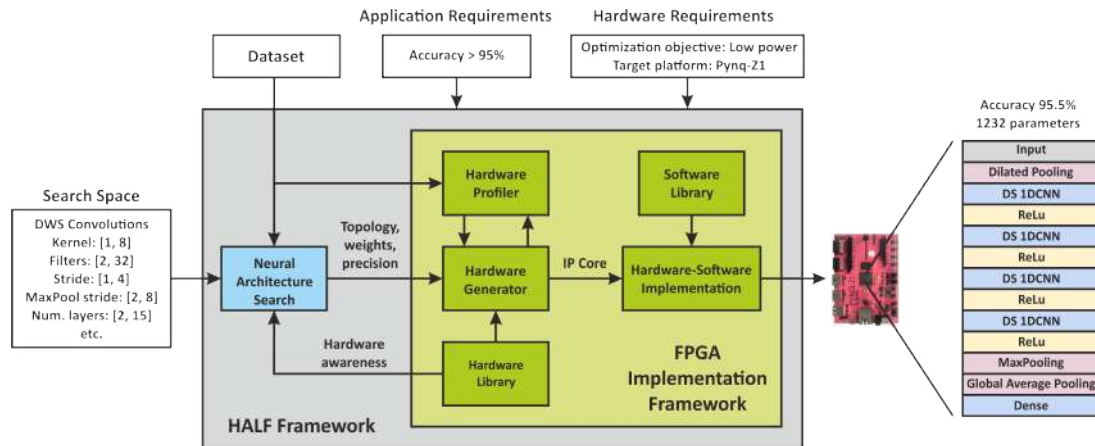 Application Requirements
Hardware Requirements
Dataset
Accuracy > 95%
Optimization objective: Low power
Target platform: Pynq-Z1
Search Space
DWS Convolutions
Kernel: [1, 8]
Filters: [2, 32]
Stride: [1, 4]
MaxPool stride: [2, 8]
Num. layers: [2, 15]
etc.
Neural
Architecture
Search
Topology,
weights,
precision
Hardware
awareness
Hardware
Profiler
Hardware
Generator
Hardware
Library
IP Core
Software
Library
Hardware-Software
Implementation
FPGA
Implementation
Framework
HALF Framework
Accuracy 95.5%
1232 parameters
Input
Dilated Pooling
DS 1DCNN
ReLu
DS 1DCNN
ReLu
DS 1DCNN
ReLu
DS 1DCNN
ReLu
MaxPooling
Global Average Pooling
Dense